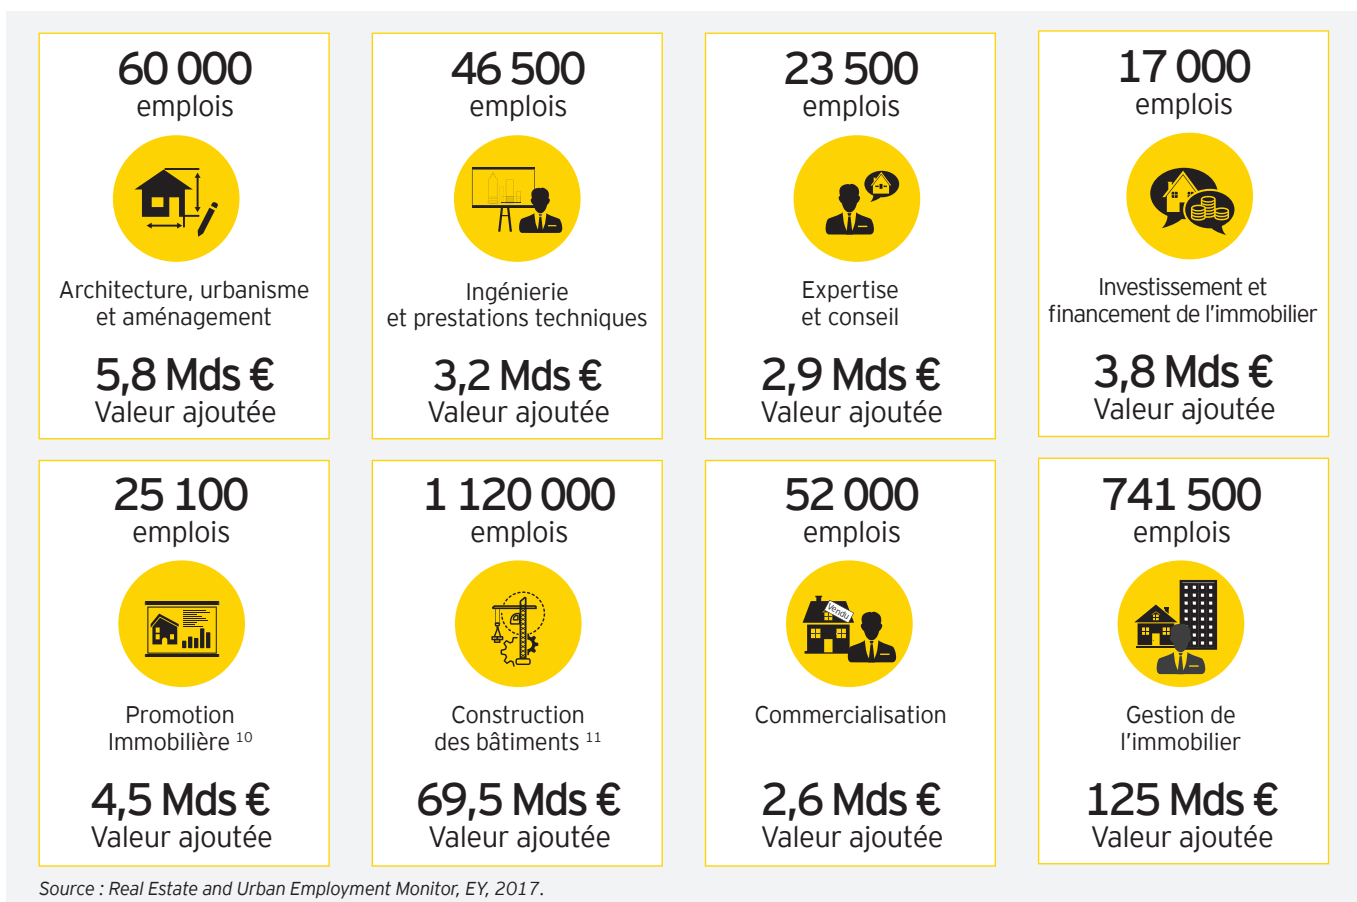 60 000
emplois
Architecture, urbanisme
et aménagement
5,8 Mds €
Valeur ajoutée
46 500
emplois
Ingénierie
et prestations techniques
3,2 Mds €
Valeur ajoutée
23 500
emplois
Expertise
et conseil
2,9 Mds €
Valeur ajoutée
17 000
emplois
Investissement et
financement de l'immobilier
3,8 Mds €
Valeur ajoutée
25 100
emplois
Promotion
Immobilière 10
4,5 Mds €
Valeur ajoutée
1 120 000
emplois
Construction
des bâtiments 11
69,5 Mds €
Valeur ajoutée
52 000
emplois
Vendu
Commercialisation
2,6 Mds €
Valeur ajoutée
741 500
emplois
Gestion de
l'immobilier
125 Mds €
Valeur ajoutée
Source : Real Estate and Urban Employment Monitor, EY, 2017.